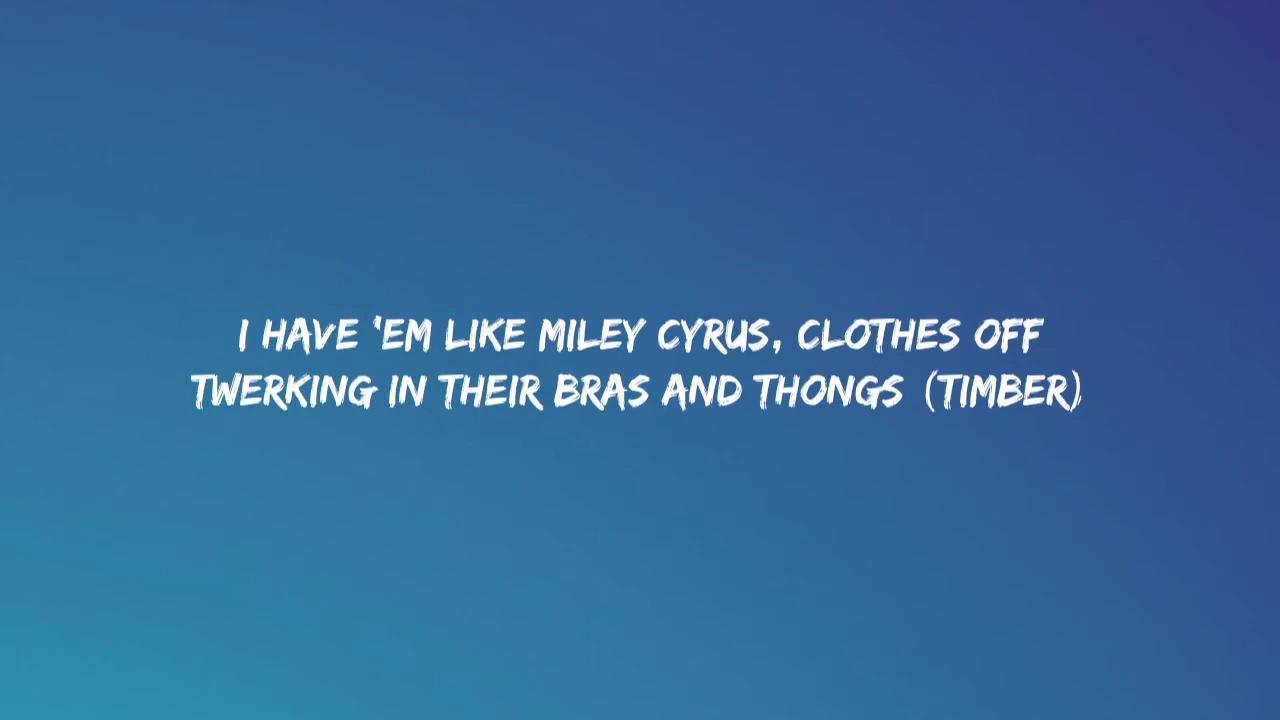 I HAVE 'EM LIKE MILEY CYRUS, CLOTHES OFF
TWERKING IN THEIR BRAS AND THONGS (TIMBER)